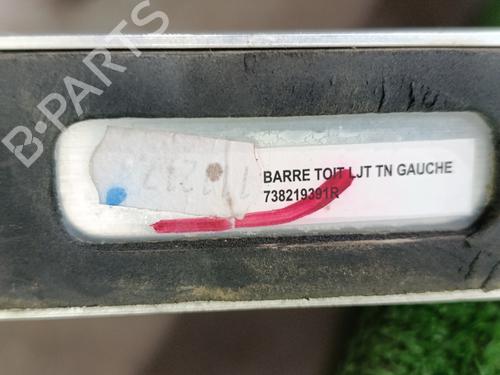 B-PARTS
BARRE TOIT LJT TN GAUCHE
738219391R